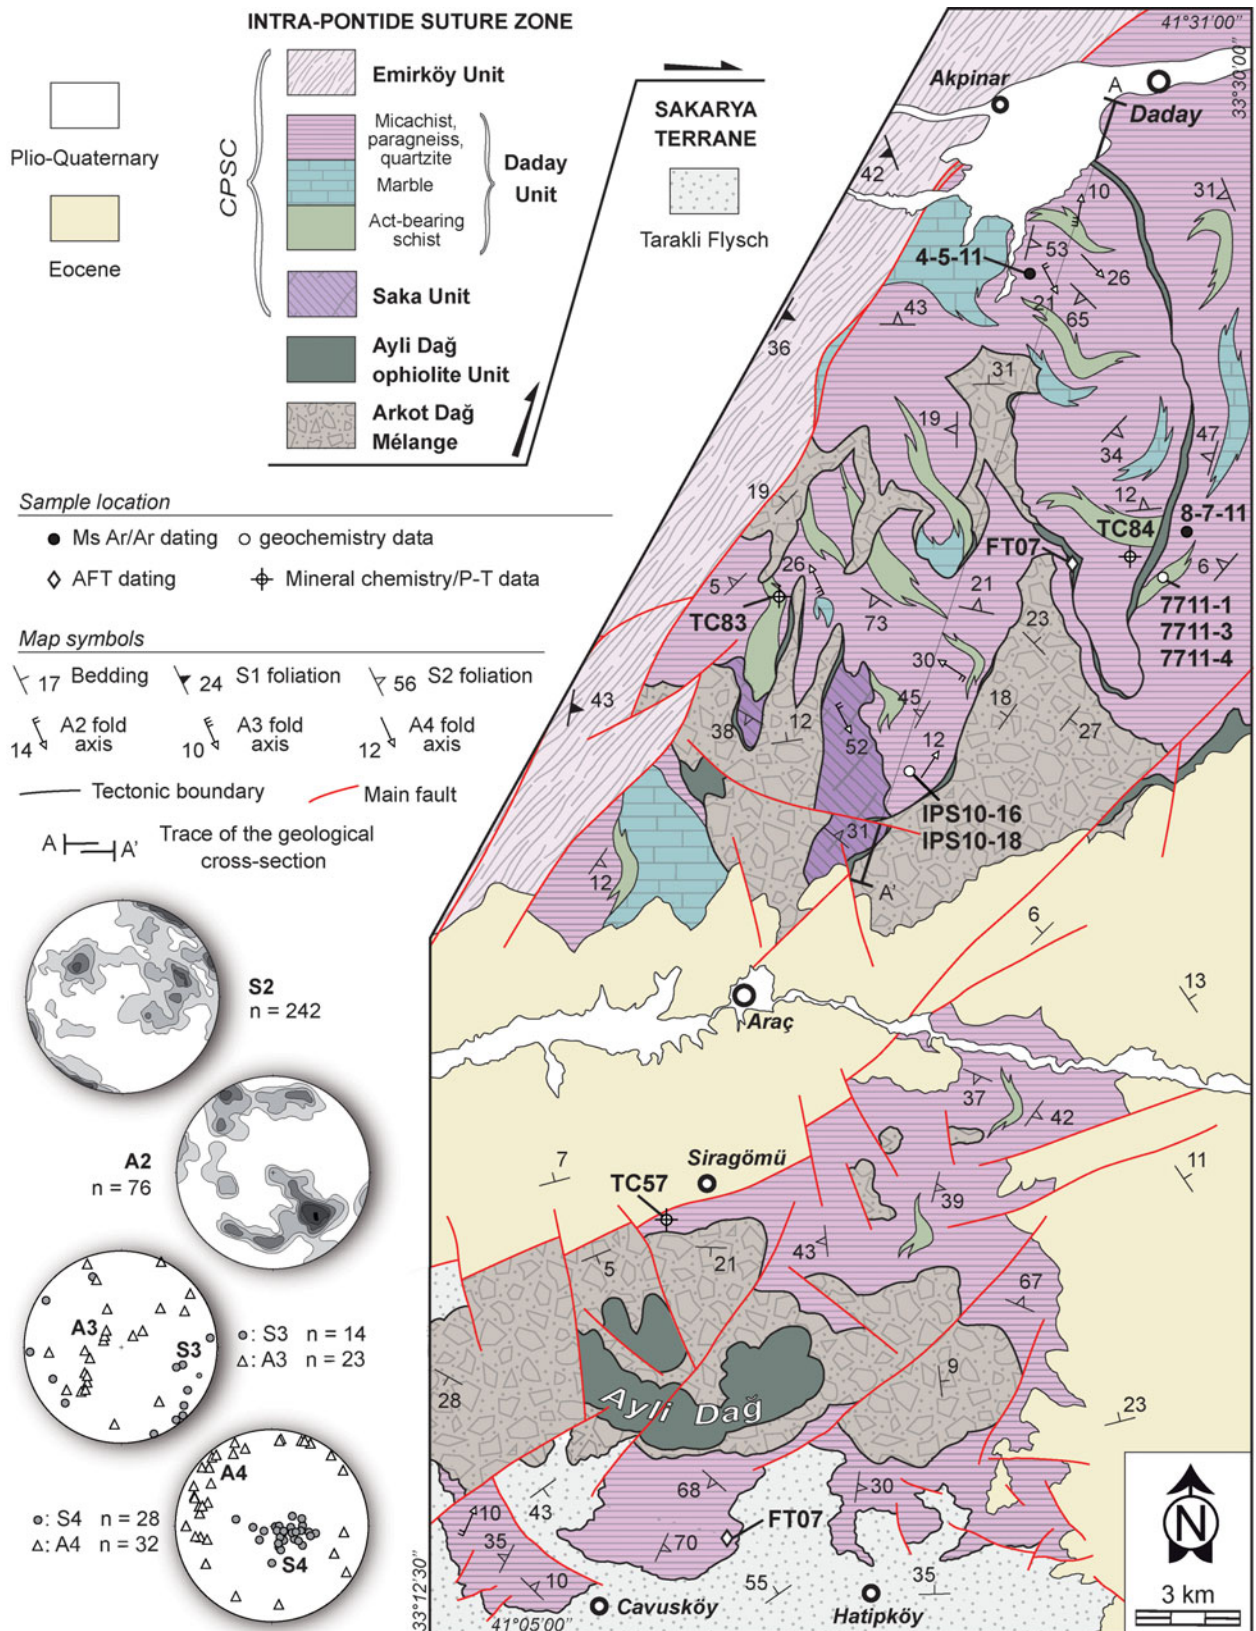 INTRA-PONTIDE SUTURE ZONE
Plio-Quaternary
Eocene
CPSC
Emirköy Unit
Micachist,
paragneiss,
quartzite
Marble
Act-bearing
schist
Daday
Unit
Saka Unit
Ayli Dağ
ophiolite Unit
Arkot Dağ
Mélange
SAKARYA
TERRANE
Tarakli Flysch
Sample location
Ms Ar/Ar dating
geochemistry data
AFT dating
Mineral chemistry/P-T data
Map symbols
17 Bedding
24 S1 foliation
56 S2 foliation
14 A2 fold
axis
10 A3 fold
axis
12 A4 fold
axis
Tectonic boundary
Main fault
A A' Trace of the geological
cross-section
S2
n = 242
A2
n = 76
A3
S3
: S3 n = 14
: A3 n = 23
A4
S4
: S4 n = 28
: A4 n = 32
41°31'00"
33°30'00"
Akpinar
A
Daday
42
10
31
53
4-5-11
26
21
65
43
36
31
19
47
34
19
12
8-7-11
TC84
FT07
26
5
6
21
TC83
73
23
7711-1
7711-3
7711-4
30
43
45
18
38
12
27
52
12
IPS10-16
IPS10-18
31
12
A'
6
13
Araç
37
42
7
Siragömü
11
TC57
39
43
5
21
67
9
28
Ayli Dağ
23
68
30
10
43
FT07
35
70
10
55
35
N
33°12'30"
41°05'00"
Cavusköy
Hatipköy
3 km